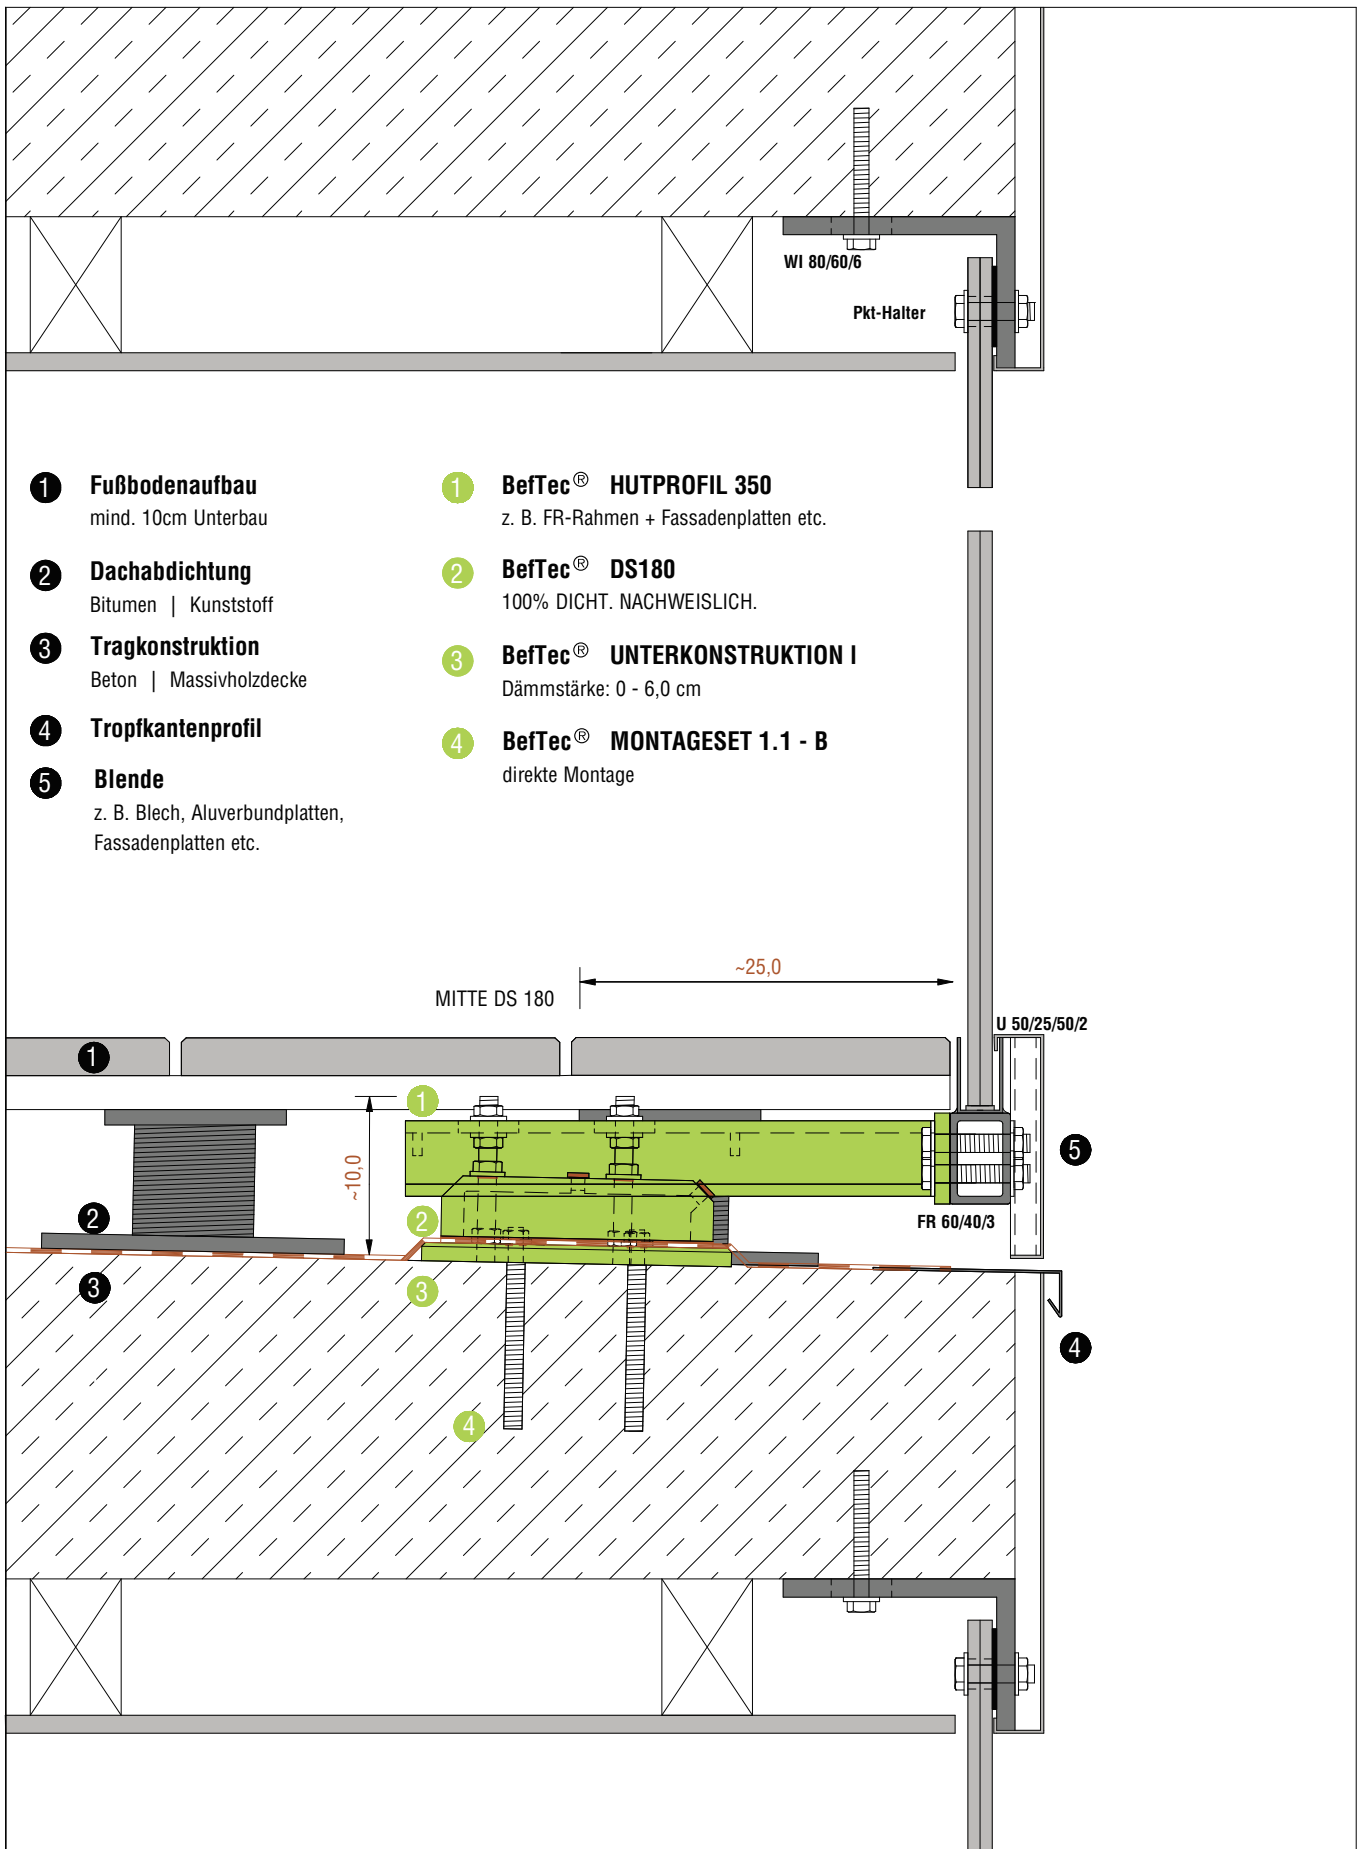 WI 80/60/6
Pkt-Halter
1 Fußbodenaufbau
mind. 10cm Unterbau
2 Dachabdichtung
Bitumen | Kunststoff
3 Tragkonstruktion
Beton | Massivholzdecke
4 Tropfkantenprofil
5 Blende
z. B. Blech, Aluverbundplatten,
Fassadenplatten etc.
1 BefTec® HUTPROFIL 350
z. B. FR-Rahmen + Fassadenplatten etc.
2 BefTec® DS180
100% DICHT. NACHWEISLICH.
3 BefTec® UNTERKONSTRUKTION I
Dämmstärke: 0 - 6,0 cm
4 BefTec® MONTAGESET 1.1 - B
direkte Montage
~25,0
MITTE DS 180
U 50/25/50/2
1
1
5
~10,0
2
2
FR 60/40/3
3
3
4
4